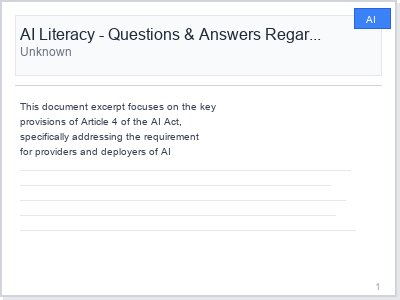 AI
AI Literacy - Questions & Answers Regar...
Unknown
This document excerpt focuses on the key
provisions of Article 4 of the AI Act,
specifically addressing the requirement
for providers and deployers of AI
1